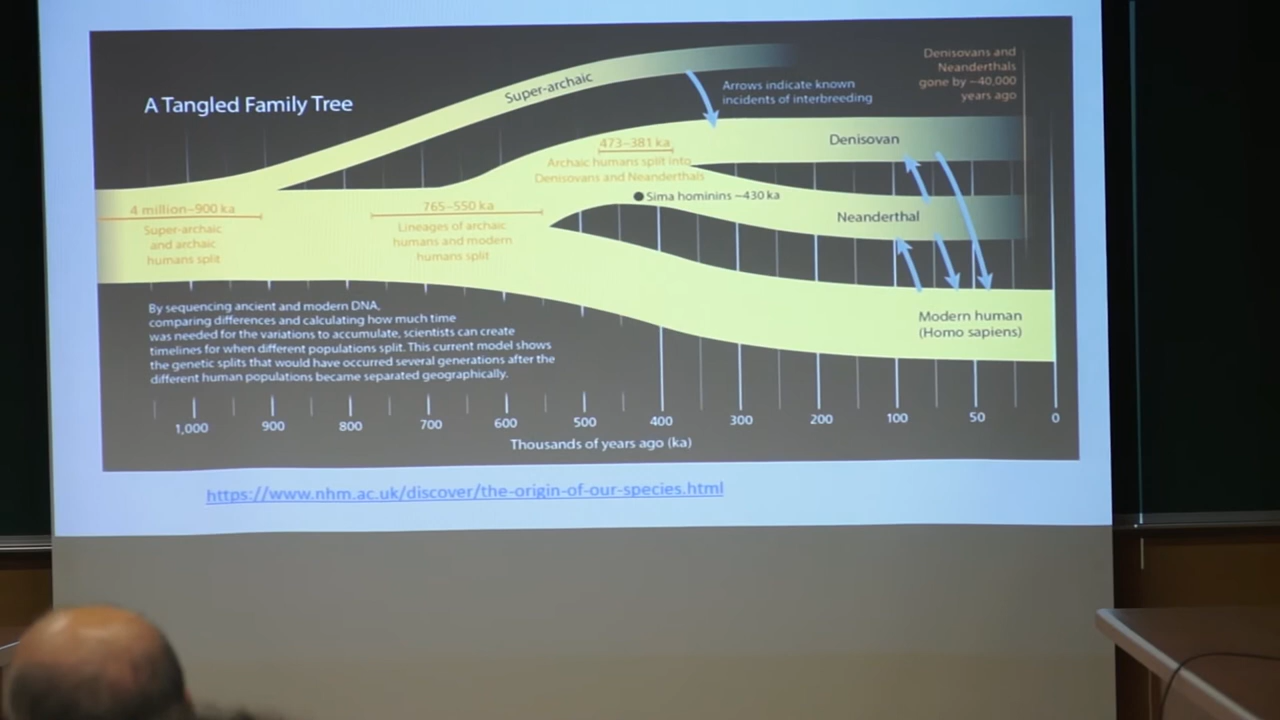 A Tangled Family Tree
Super-archaic
Arrows indicate known
incidents of interbreeding
Denisovans and
Neanderthals
gone by ~40,000
years ago
473–381 ka
Archaic humans split into
Denisovans and Neanderthals
Denisovan
Sima hominins ~430 ka
Neanderthal
4 million–900 ka
Super-archaic
and archaic
humans split
765–550 ka
Lineages of archaic
humans and modern
humans split
Modern human
(Homo sapiens)
By sequencing ancient and modern DNA,
comparing differences and calculating how much time
was needed for the variations to accumulate, scientists can create
timelines for when different populations split. This current model shows
the genetic splits that would have occurred several generations after the
different human populations became separated geographically.
1,000 900 800 700 600 500 400 300 200 100 50 0
Thousands of years ago (ka)
https://www.nhm.ac.uk/discover/the-origin-of-our-species.html